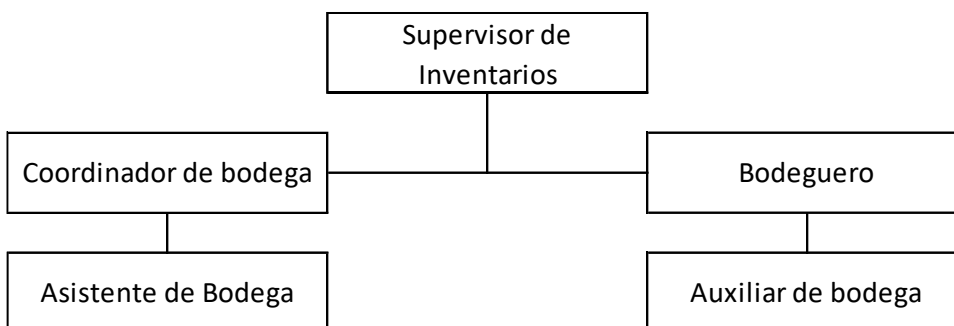 Supervisor de
Inventarios
Coordinador de bodega
Bodeguero
Asistente de Bodega
Auxiliar de bodega